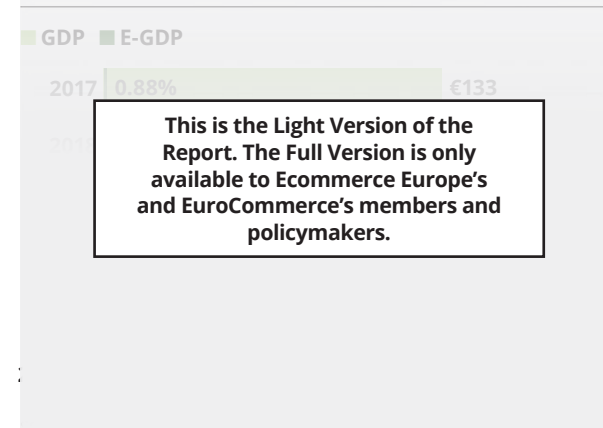 GDP E-GDP
2017 0.88% €133
This is the Light Version of the
Report. The Full Version is only
available to Ecommerce Europe’s
and EuroCommerce’s members and
policymakers.